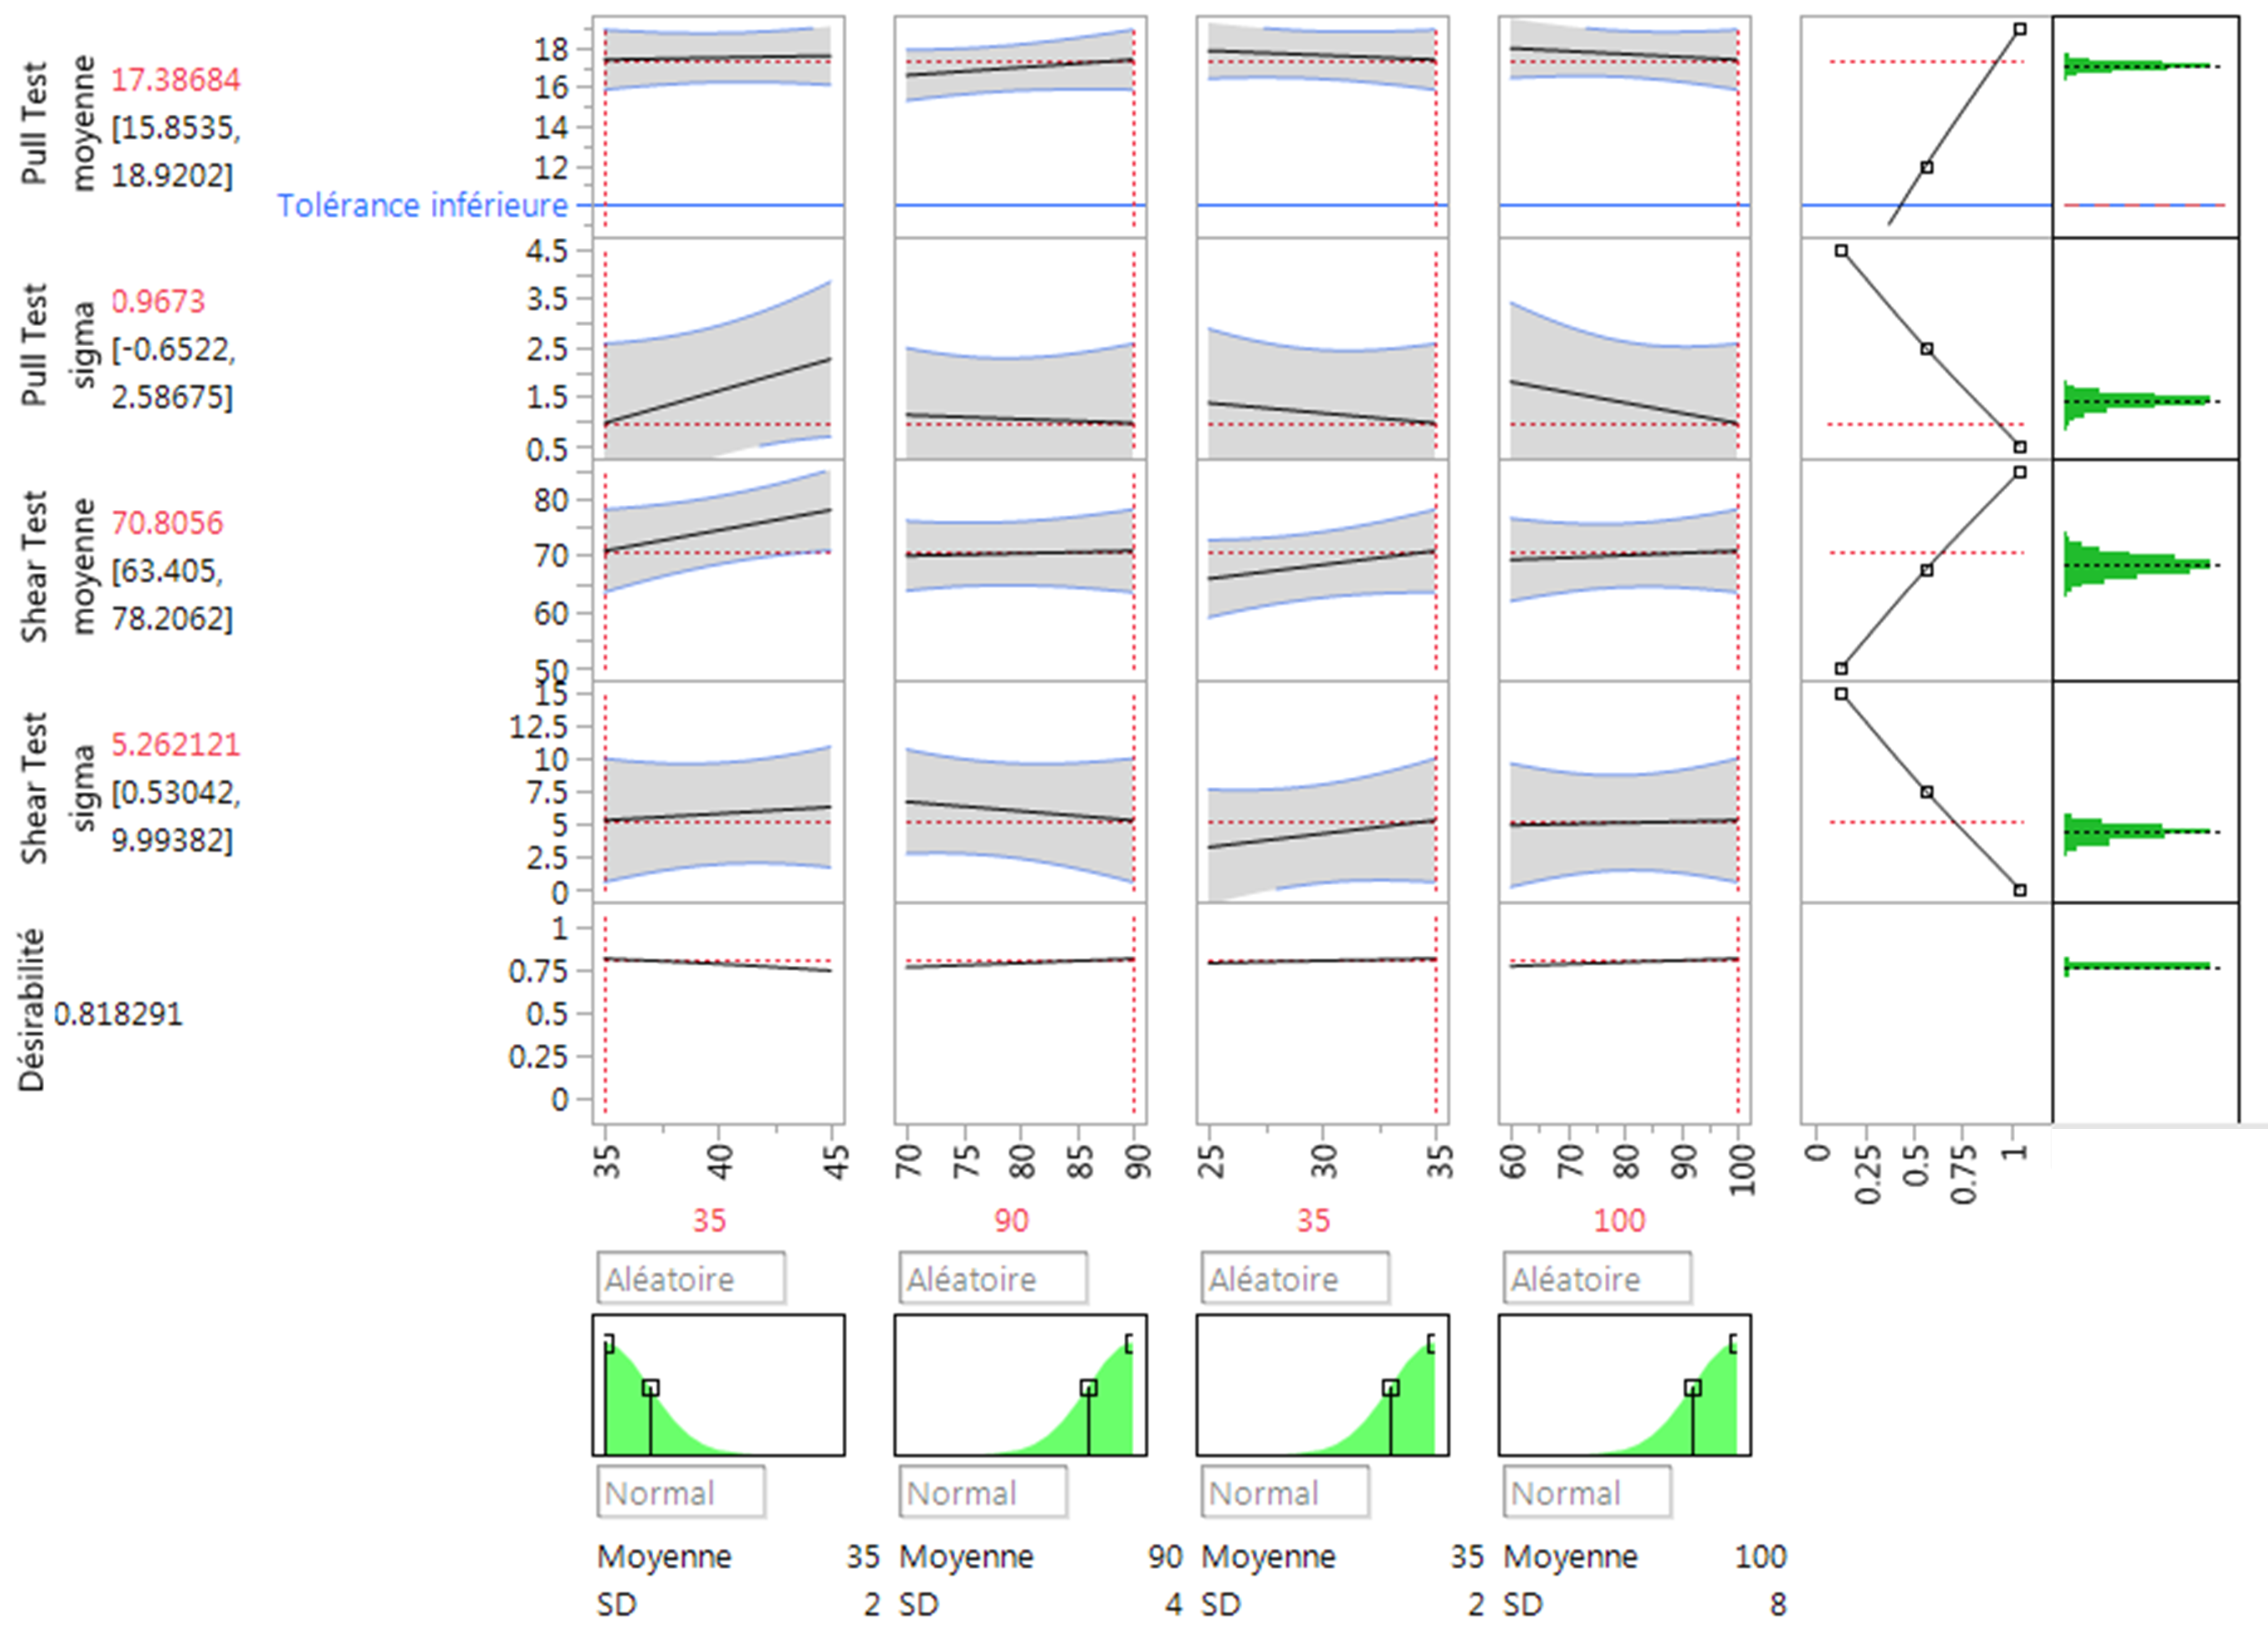 Pull Test
moyenne
17.38684
[15.8535,
18.9202]
18
16
14
12
Tolérance inférieure
Pull Test
sigma
0.9673
[-0.6522,
2.58675]
4.5
3.5
2.5
1.5
0.5
Shear Test
moyenne
70.8056
[63.405,
78.2062]
80
70
60
50
Shear Test
sigma
5.262121
[0.53042,
9.99382]
15
12.5
10
7.5
5
2.5
0
Désirabilité
0.818291
1
0.75
0.5
0.25
0
35 40 45 70 75 80 85 90 25 30 35 60 70 80 90 100 0 0.25 0.5 0.75 1
35 90 35 100
Aléatoire Aléatoire Aléatoire Aléatoire
Normal Normal Normal Normal
Moyenne 35 Moyenne 90 Moyenne 35 Moyenne 100
SD 2 SD 4 SD 2 SD 8